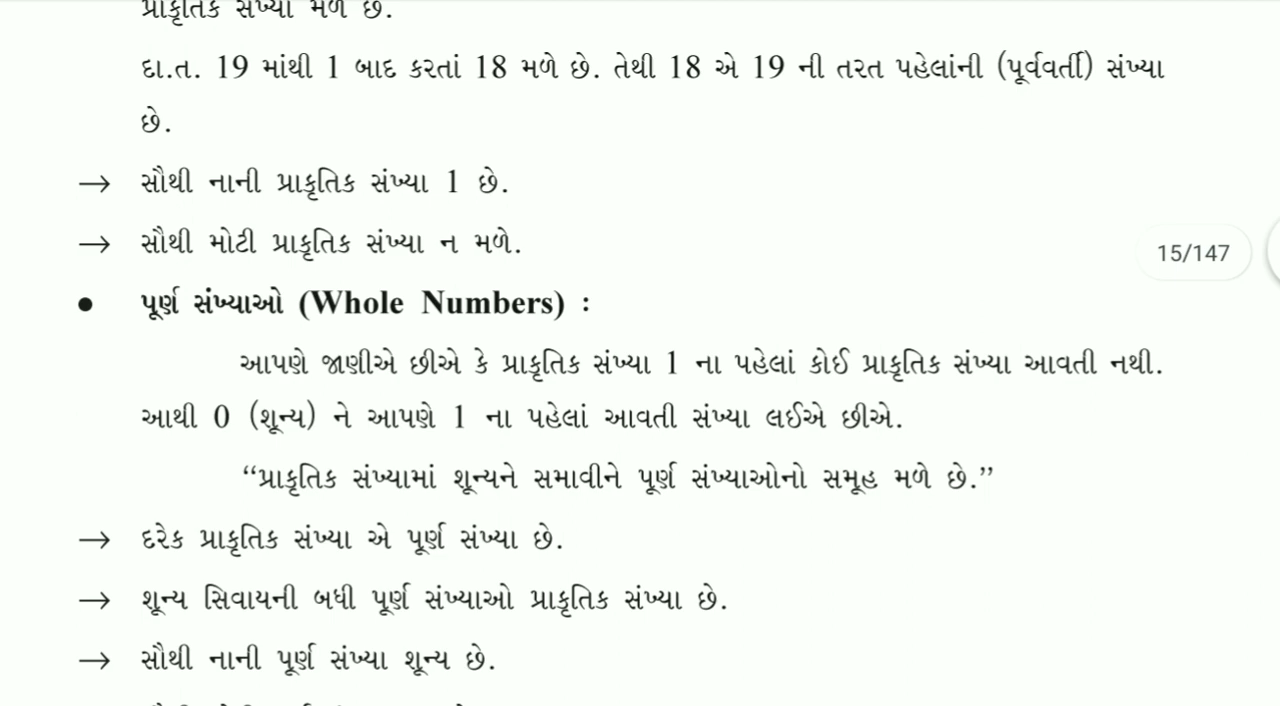 પ્રાકૃતિક સંખ્યા મળે છે.
દા.ત. 19 માંથી 1 બાદ કરતાં 18 મળે છે. તેથી 18 એ 19 ની તરત પહેલાંની (પૂર્વવર્તી) સંખ્યા
છે.
→ સૌથી નાની પ્રાકૃતિક સંખ્યા 1 છે.
→ સૌથી મોટી પ્રાકૃતિક સંખ્યા ન મળે.
15/147
● પૂર્ણ સંખ્યાઓ (Whole Numbers) :
આપણે જાણીએ છીએ કે પ્રાકૃતિક સંખ્યા 1 ના પહેલાં કોઈ પ્રાકૃતિક સંખ્યા આવતી નથી.
આથી 0 (શૂન્ય) ને આપણે 1 ના પહેલાં આવતી સંખ્યા લઈએ છીએ.
“પ્રાકૃતિક સંખ્યામાં શૂન્યને સમાવીને પૂર્ણ સંખ્યાઓનો સમૂહ મળે છે.”
→ દરેક પ્રાકૃતિક સંખ્યા એ પૂર્ણ સંખ્યા છે.
→ શૂન્ય સિવાયની બધી પૂર્ણ સંખ્યાઓ પ્રાકૃતિક સંખ્યા છે.
→ સૌથી નાની પૂર્ણ સંખ્યા શૂન્ય છે.